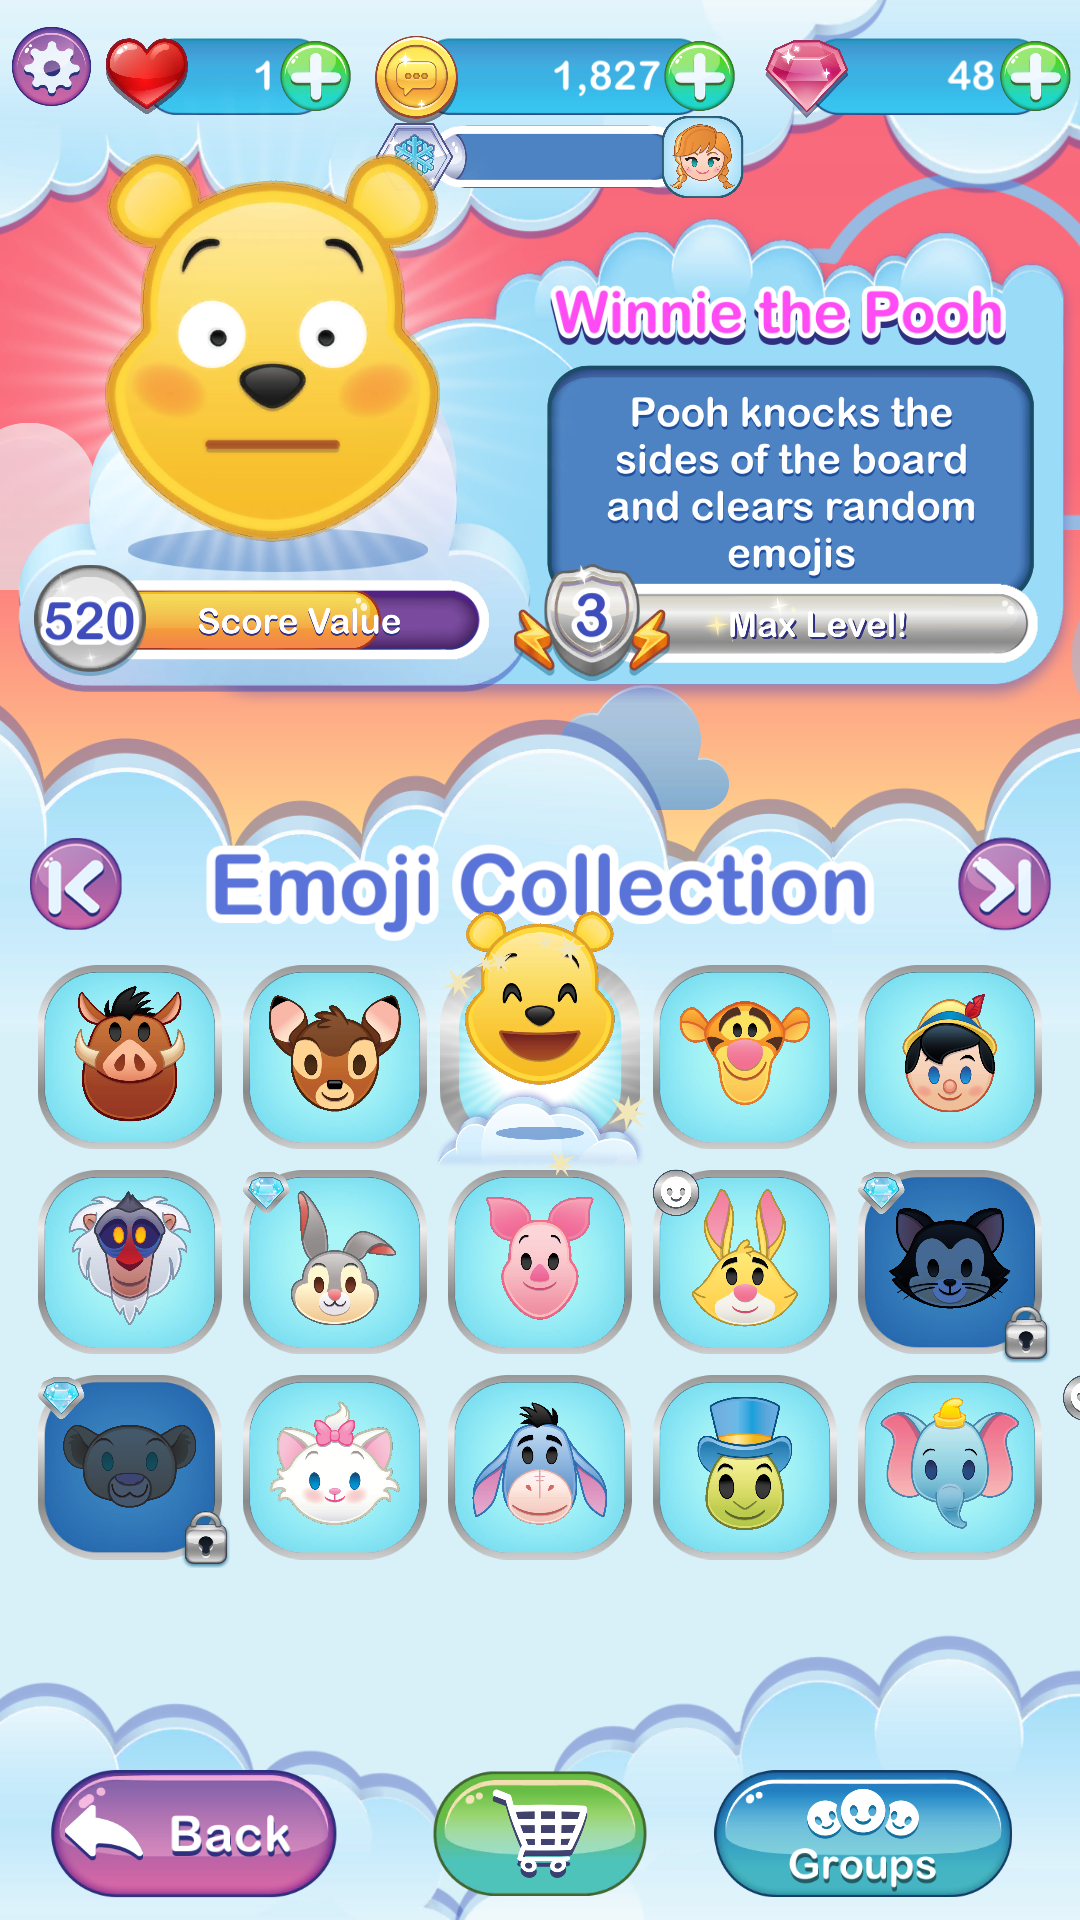 1
1,827
48
Winnie the Pooh
Pooh knocks the
sides of the board
and clears random
emojis
520
Score Value
3
Max Level!
Emoji Collection
Back
Groups